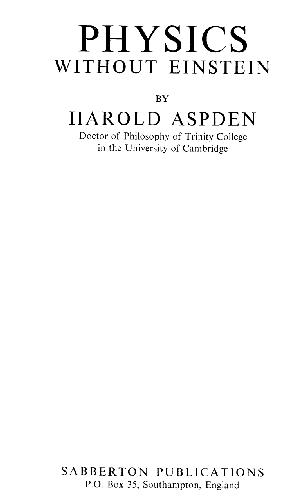 PHYSICS
WITHOUT EINSTEIN
BY
HAROLD ASPDEN
Doctor of Philosophy of Trinity College
in the University of Cambridge
SABBERTON PUBLICATIONS
P.O. Box 35, Southampton, England